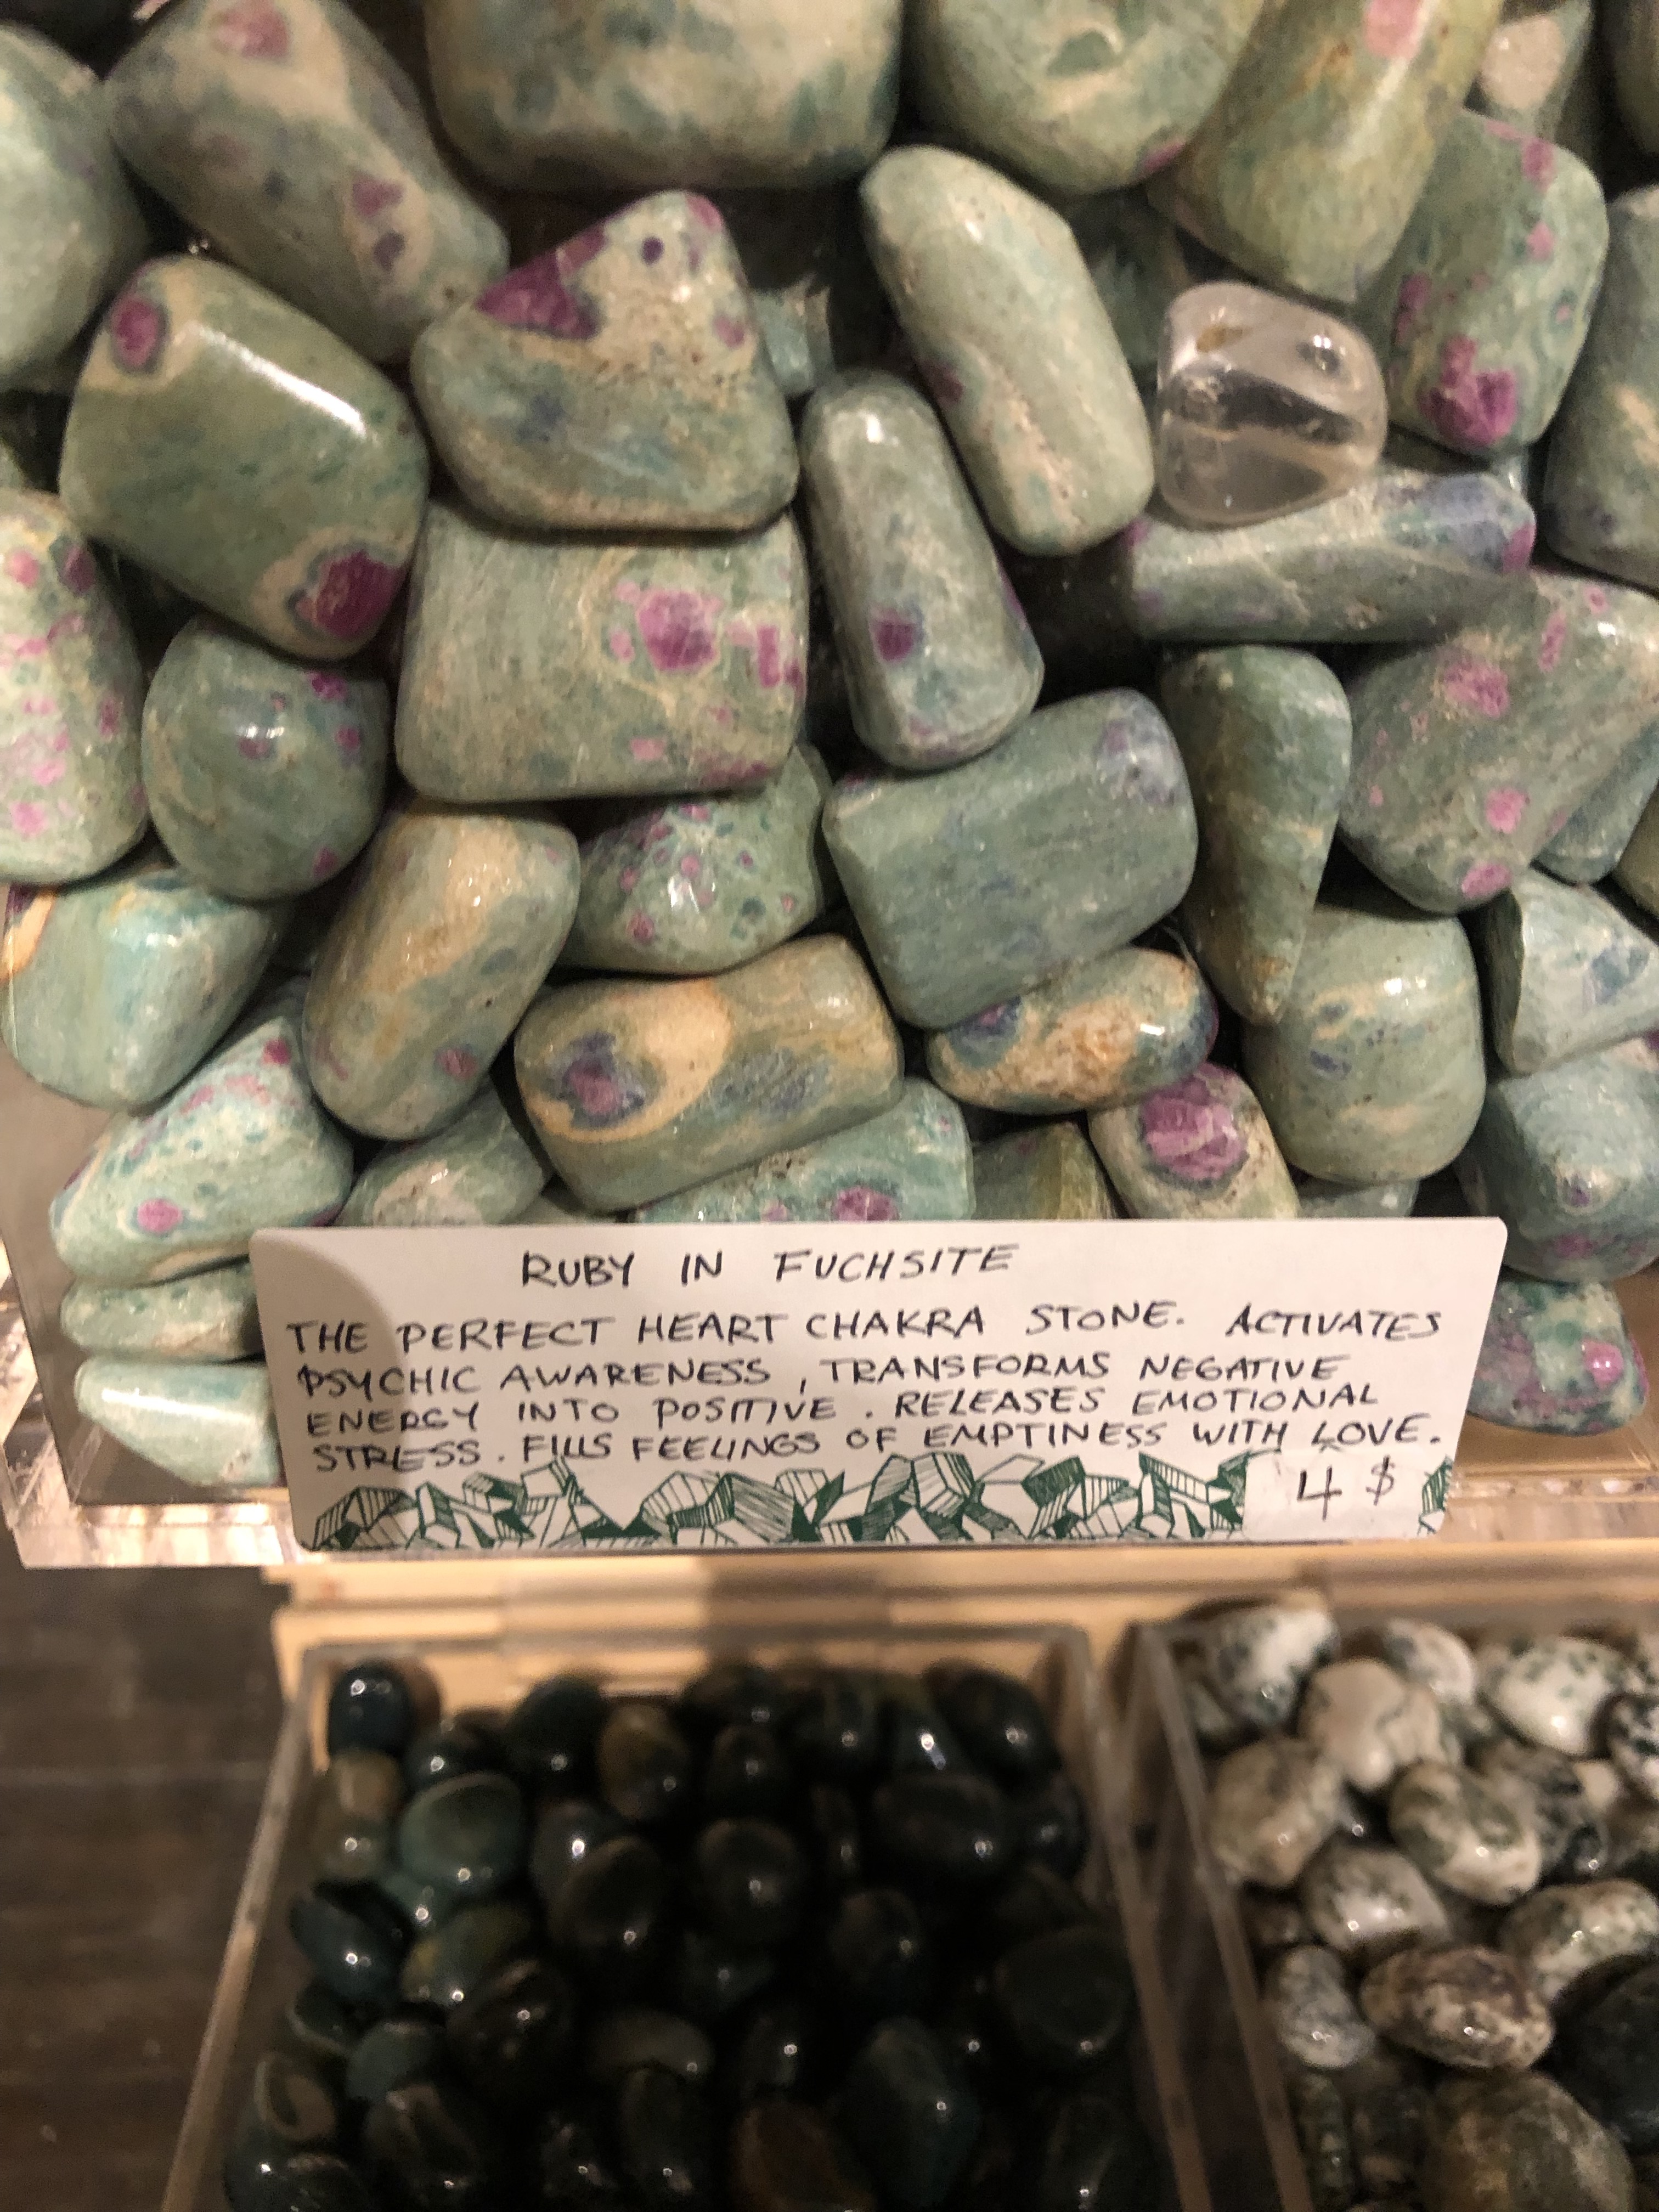 RUBY IN FUCHSITE
THE PERFECT HEART CHAKRA STONE. ACTIVATES
PSYCHIC AWARENESS, TRANSFORMS NEGATIVE
ENERGY INTO POSITIVE. RELEASES EMOTIONAL
STRESS. FILLS FEELINGS OF EMPTINESS WITH LOVE.
4 $